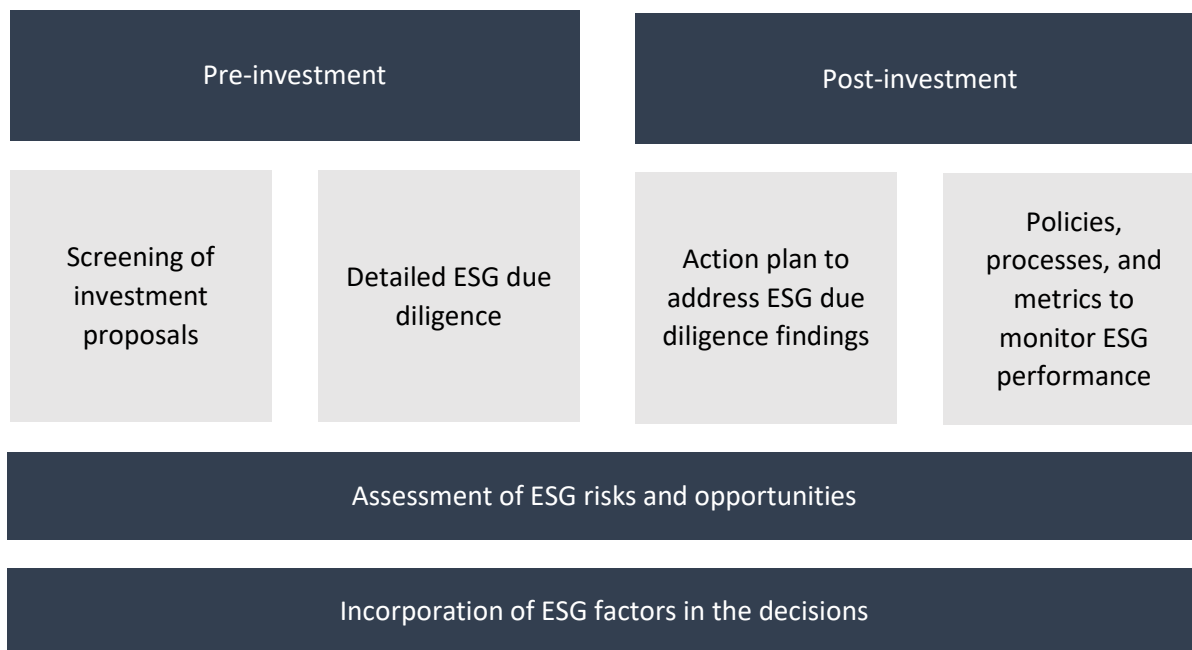 Pre-investment
Post-investment
Screening of
investment
proposals
Detailed ESG due
diligence
Action plan to
address ESG due
diligence findings
Policies,
processes, and
metrics to
monitor ESG
performance
Assessment of ESG risks and opportunities
Incorporation of ESG factors in the decisions